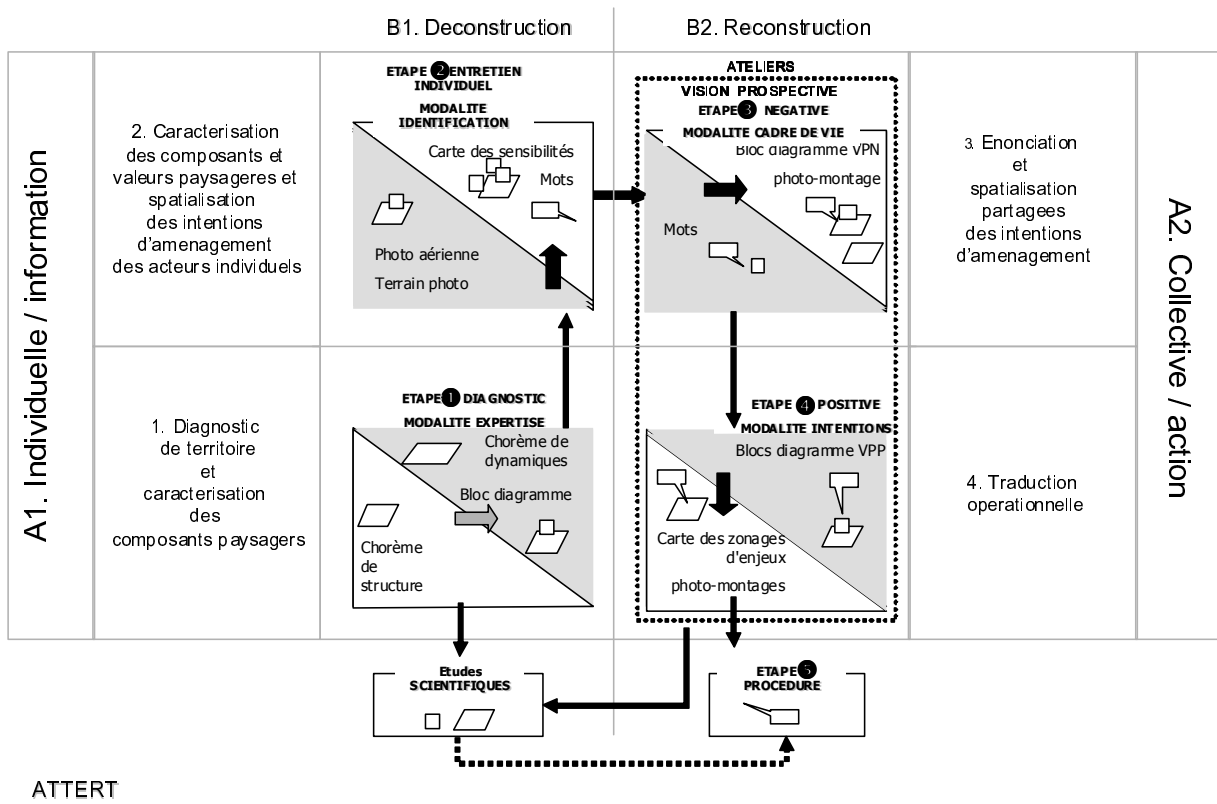 B1. Deconstruction
B2. Reconstruction
A1. Individuelle / information
2. Caracterisation
des composants et
valeurs paysageres et
spatialisation
des intentions
d'amenagement
des acteurs individuels
ETAPE 2 ENTRETIEN
INDIVIDUEL
MODALITE
IDENTIFICATION
Carte des sensibilités
Mots
Photo aérienne
Terrain photo
ATELIERS
VISION PROSPECTIVE
ETAPE 3 NEGATIVE
MODALITE CADRE DE VIE
Bloc diagramme VPN
photo-montage
Mots
3. Enonciation
et
spatialisation
partagees
des intentions
d'amenagement
A2. Collective / action
1. Diagnostic
de territoire
et
caracterisation
des
composants paysagers
ETAPE 1 DIAGNOSTIC
MODALITE EXPERTISE
Chorème de
dynamiques
Bloc diagramme
Chorème
de
structure
ETAPE 4 POSITIVE
MODALITE INTENTIONS
Blocs diagramme VPP
Carte des zonages
d'enjeux
photo-montages
4. Traduction
operationnelle
Etudes
SCIENTIFIQUES
ETAPE 5
PROCEDURE
ATTERT